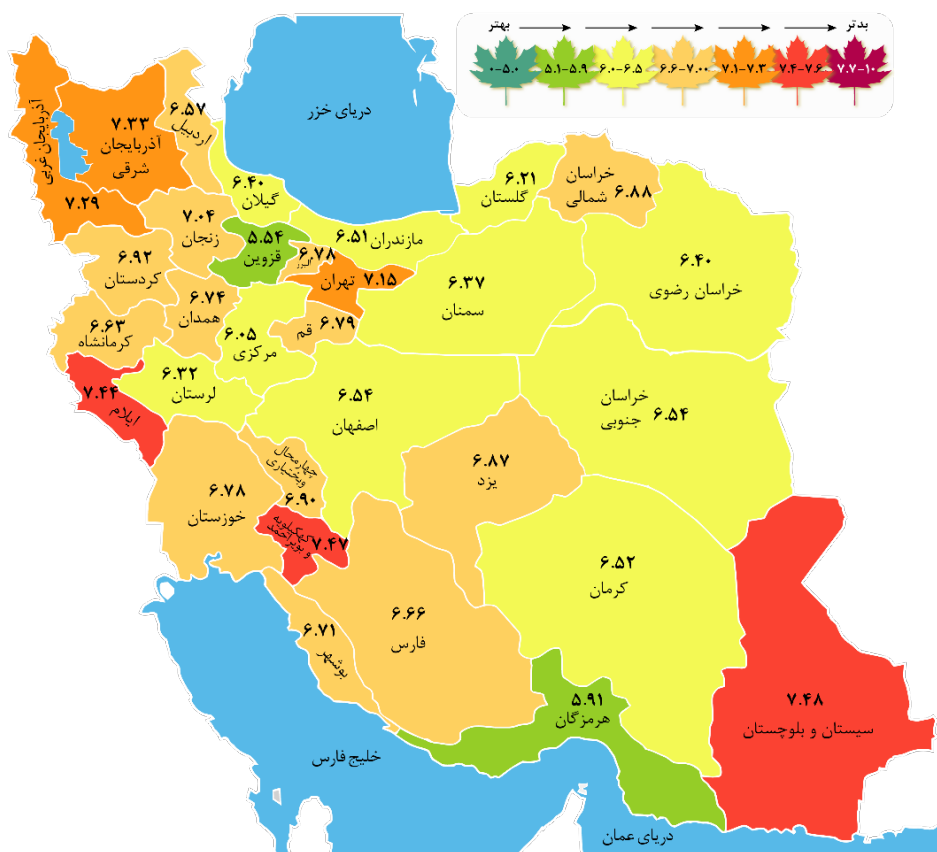 بهتر
بدتر
۰-۵.۰
۵.۱-۵.۹
۶.۰-۶.۵
۶.۶-۷.۰۰
۷.۱-۷.۳
۷.۴-۷.۶
۷.۷-۱۰
دریای خزر
آذربایجان غربی
۷.۲۹
۷.۳۳
آذربایجان
شرقی
۶.۵۷
اردبیل
۶.۴۰
گیلان
۷.۰۴
زنجان
۵.۵۴
قزوین
۶.۵۱ مازندران
۶.۲۱
گلستان
خراسان
شمالی
۶.۸۸
۶.۴۰
خراسان رضوی
۶.۹۲
کردستان
۶.۷۴
همدان
۶.۷۸
البرز
۷.۱۵
تهران
۶.۳۷
سمنان
۶.۶۳
کرمانشاه
۶.۰۵
مرکزی
۶.۷۹
قم
۷.۴۴
ایلام
۶.۳۲
لرستان
۶.۵۴
اصفهان
خراسان
جنوبی
۶.۵۴
۶.۷۸
خوزستان
چهارمحال
وبختیاری
۶.۹۰
۶.۸۷
یزد
کهکیلویه
و بویراحمد
۷.۴۷
۶.۵۲
کرمان
۶.۷۱
بوشهر
۶.۶۶
فارس
۵.۹۱
هرمزگان
۷.۴۸
سیستان و بلوچستان
خلیج فارس
دریای عمان